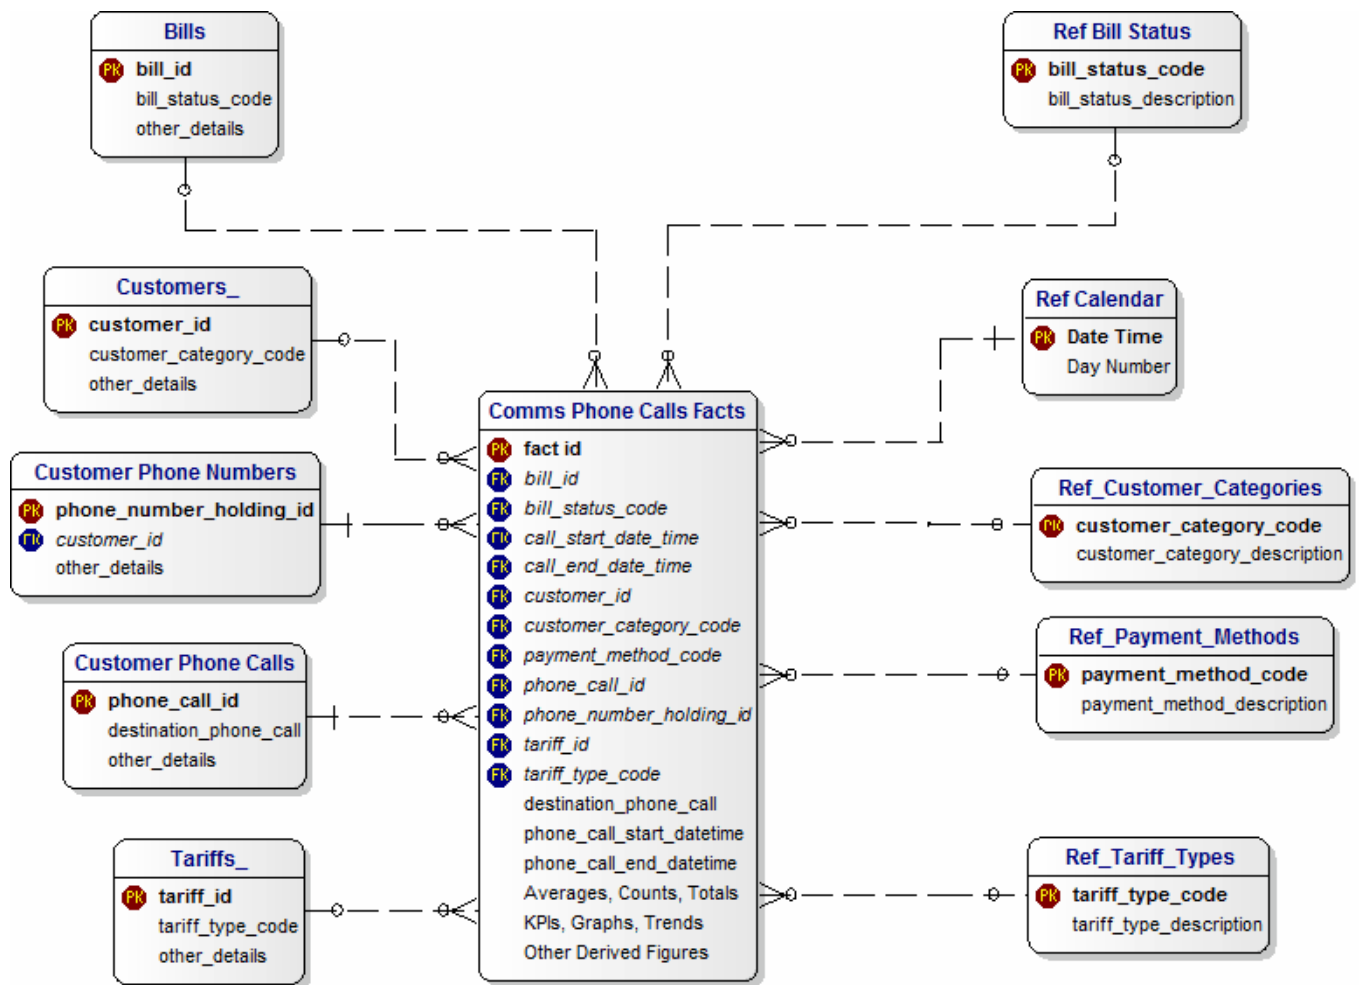 Bills
PK bill_id
bill_status_code
other_details
Ref Bill Status
PK bill_status_code
bill_status_description
Customers_
PK customer_id
customer_category_code
other_details
Ref Calendar
PK Date Time
Day Number
Customer Phone Numbers
PK phone_number_holding_id
FK customer_id
other_details
Comms Phone Calls Facts
PK fact id
FK bill_id
FK bill_status_code
FK call_start_date_time
FK call_end_date_time
FK customer_id
FK customer_category_code
FK payment_method_code
FK phone_call_id
FK phone_number_holding_id
FK tariff_id
FK tariff_type_code
destination_phone_call
phone_call_start_datetime
phone_call_end_datetime
Averages, Counts, Totals
KPIs, Graphs, Trends
Other Derived Figures
Ref_Customer_Categories
PK customer_category_code
customer_category_description
Customer Phone Calls
PK phone_call_id
destination_phone_call
other_details
Ref_Payment_Methods
PK payment_method_code
payment_method_description
Tariffs_
PK tariff_id
tariff_type_code
other_details
Ref_Tariff_Types
PK tariff_type_code
tariff_type_description